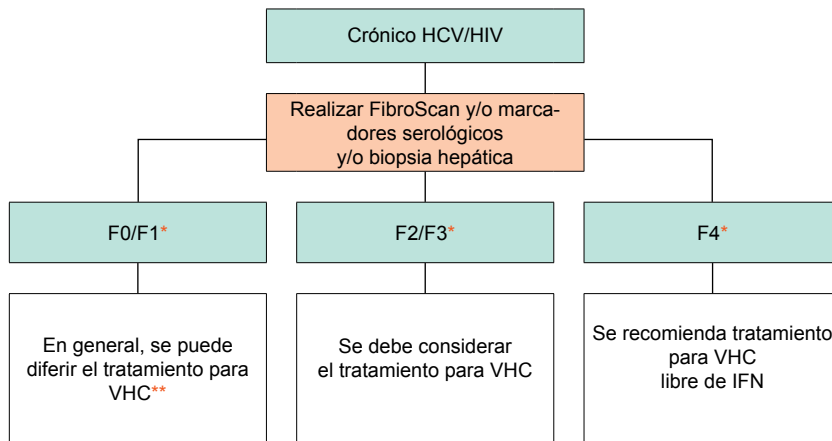 Crónico HCV/HIV
Realizar FibroScan y/o marca-
dores serológicos
y/o biopsia hepática
F0/F1*
F2/F3*
F4*
En general, se puede
diferir el tratamiento para
VHC**
Se debe considerar
el tratamiento para VHC
Se recomienda tratamiento
para VHC
libre de IFN